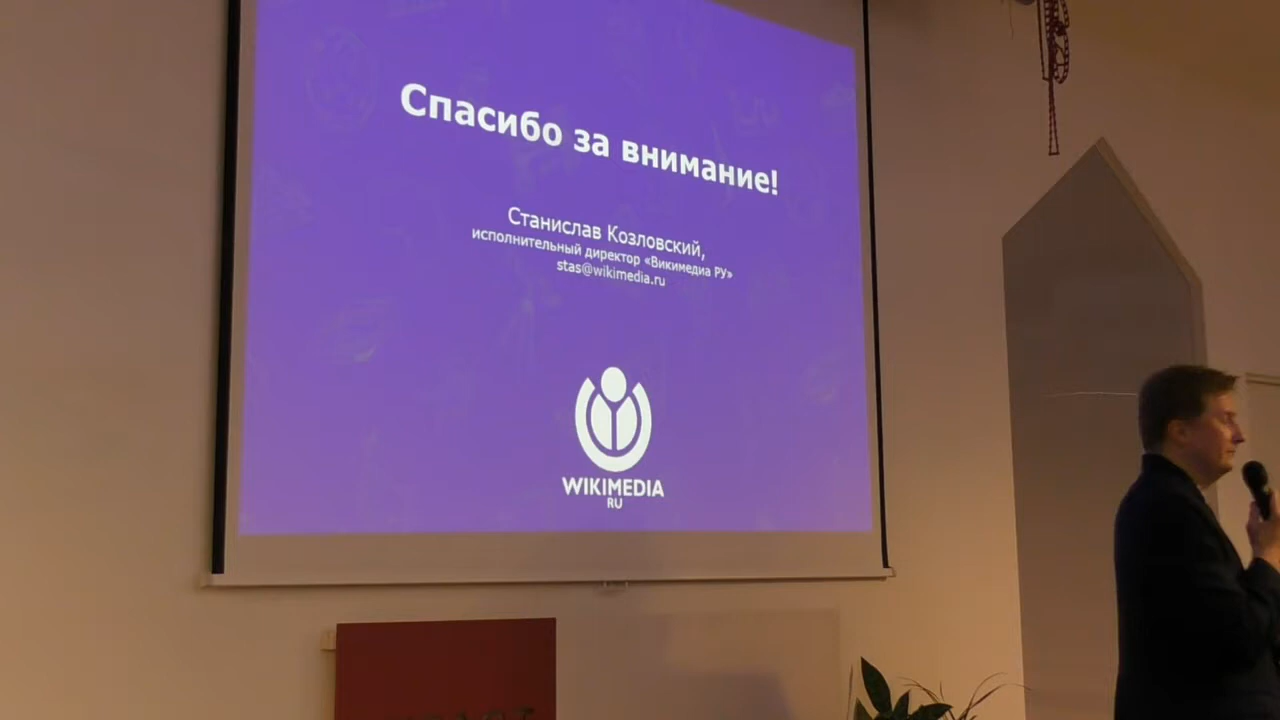 Спасибо за внимание!
Станислав Козловский,
исполнительный директор «Викимедиа РУ»
stas@wikimedia.ru
WIKIMEDIA
RU